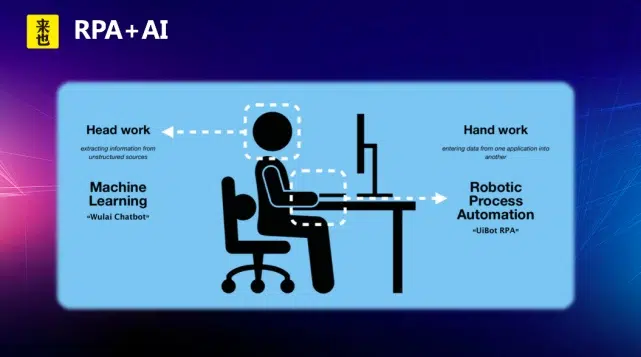 来也
RPA+AI
Head work
extracting information from
unstructured sources
Machine
Learning
"Wulai Chatbot"
Hand work
entering data from one application into
another
Robotic
Process
Automation
"UiBot RPA"